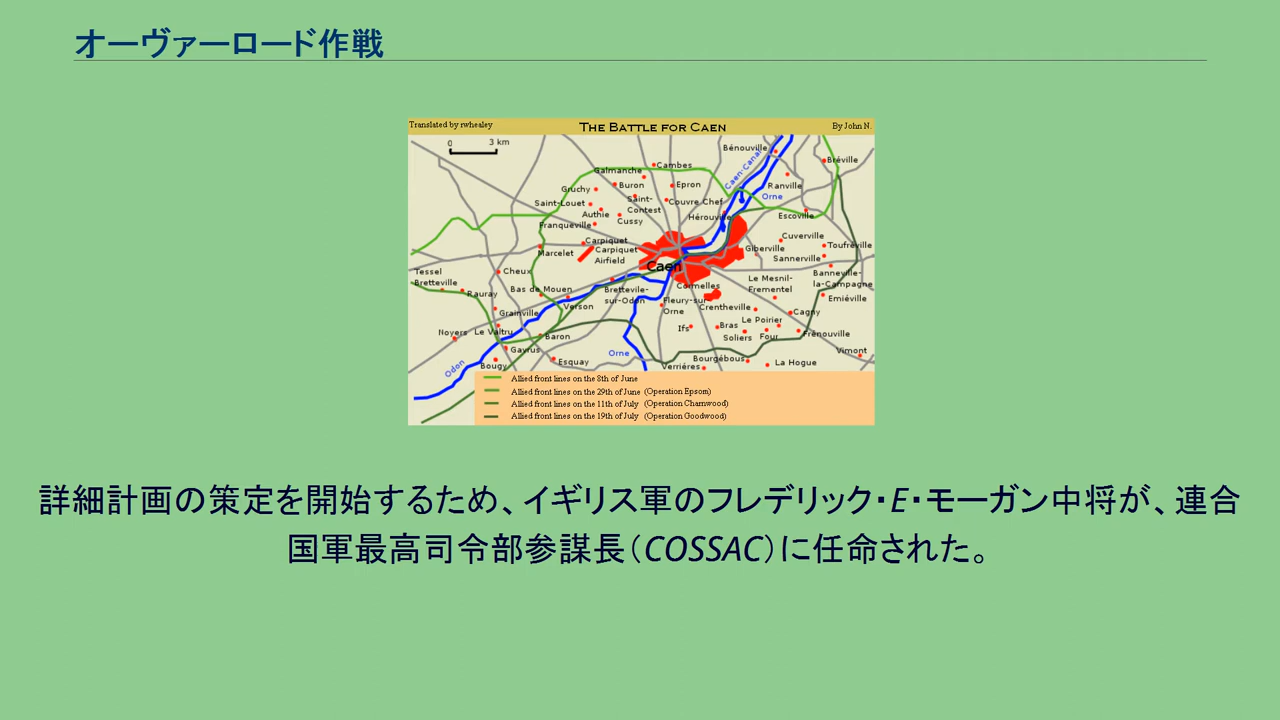 オーヴァーロード作戦
Translated by rwhealey
THE BATTLE FOR CAEN
By John N.
0 3 km
Bénouville
Caen Canal
Bréville
Cambes
Galmanche
Gruchy
Buron
Epron
Ranville
Orne
Saint-Louet
Saint-Contest
Couvre Chef
Authie
Cussy
Hérouville
Escoville
Franqueville
Carpiquet
Cuverville
Marcelet
Carpiquet Airfield
Giberville
Toufréville
Sannerville
Caen
Cheux
Tessel
Bretteville
Banneville-la-Campagne
Le Mesnil-Frementel
Rauray
Bas de Mouen
Brettevile-sur-Odon
Cormelles
Emiéville
Grainville
Verson
Fleury-sur-Orne
Crentheville
Cagny
Noyers
Le Valtru
Baron
Ifs
Bras
Le Poirier
Soliers
Four
Frénouville
Gavrus
Orne
Vimont
Odon
Bougy
Esquay
Verrières
Bourgébous
La Hogue
Allied front lines on the 8th of June
Allied front lines on the 29th of June (Operation Epsom)
Allied front lines on the 11th of July (Operation Charnwood)
Allied front lines on the 19th of July (Operation Goodwood)
詳細計画の策定を開始するため、イギリス軍のフレデリック・E・モーガン中将が、連合
国軍最高司令部参謀長（COSSAC）に任命された。